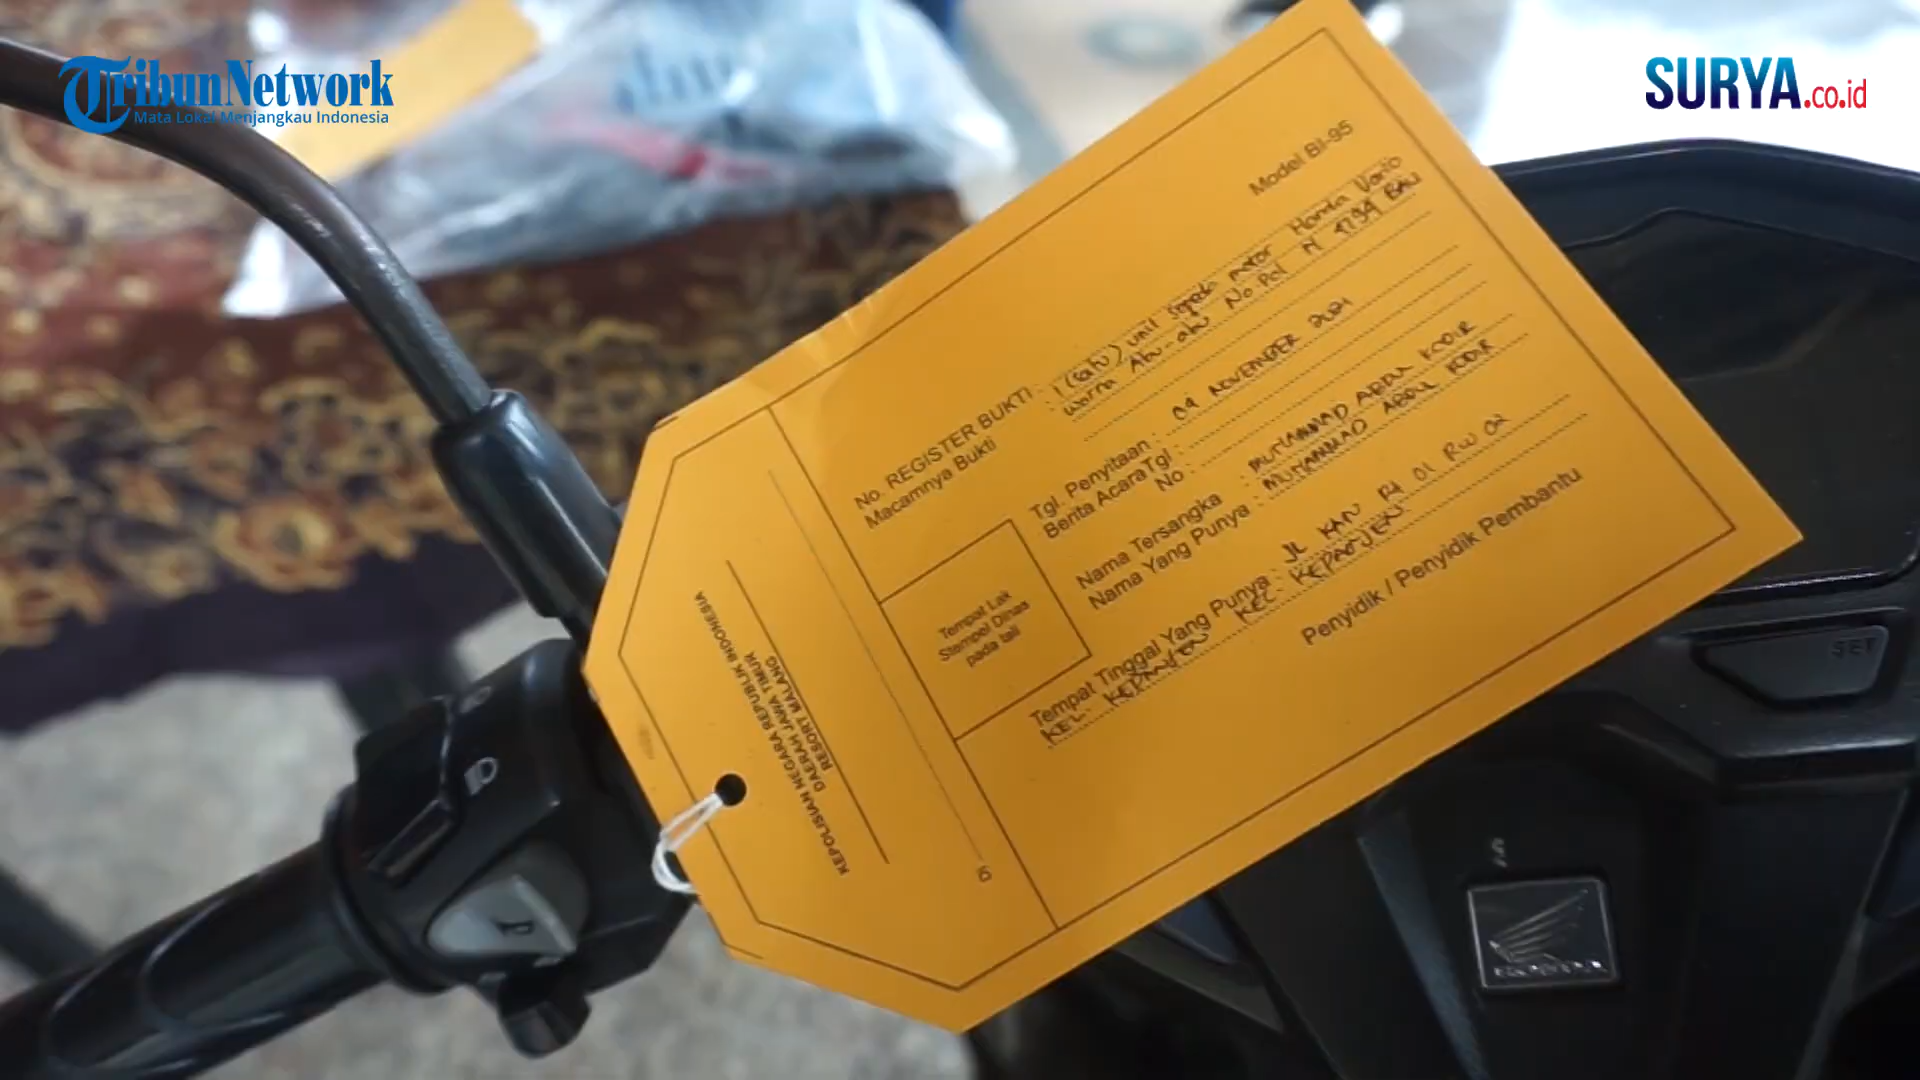 TribunNetwork
Mata Lokal Menjangkau Indonesia
SURYA.co.id
Model BII-95
No. REGISTER BUKTI :
Macamnya Bukti : 1 (satu) unit sepeda motor Honda Vario
warna Abu-abu No Pol N 4794 BAU
Tgl. Penyitaan : 09 NOVEMBER 2021
Berita Acara Tgl :
No :
Nama Tersangka : MUHAMMAD ABDUL KODIR
Nama Yang Punya : MUHAMMAD ABDUL KODIR
Tempat Tinggal Yang Punya : JL KAN Rt 01 RW 02
KEL. KEPANJEN KEC. KEPANJEN
Penyidik / Penyidik Pembantu
Tempat Lak
Stempel Dinas
pada tali
KEPOLISIAN NEGARA REPUBLIK INDONESIA
DAERAH JAWA TIMUR
RESORT MALANG
SET
HONDA